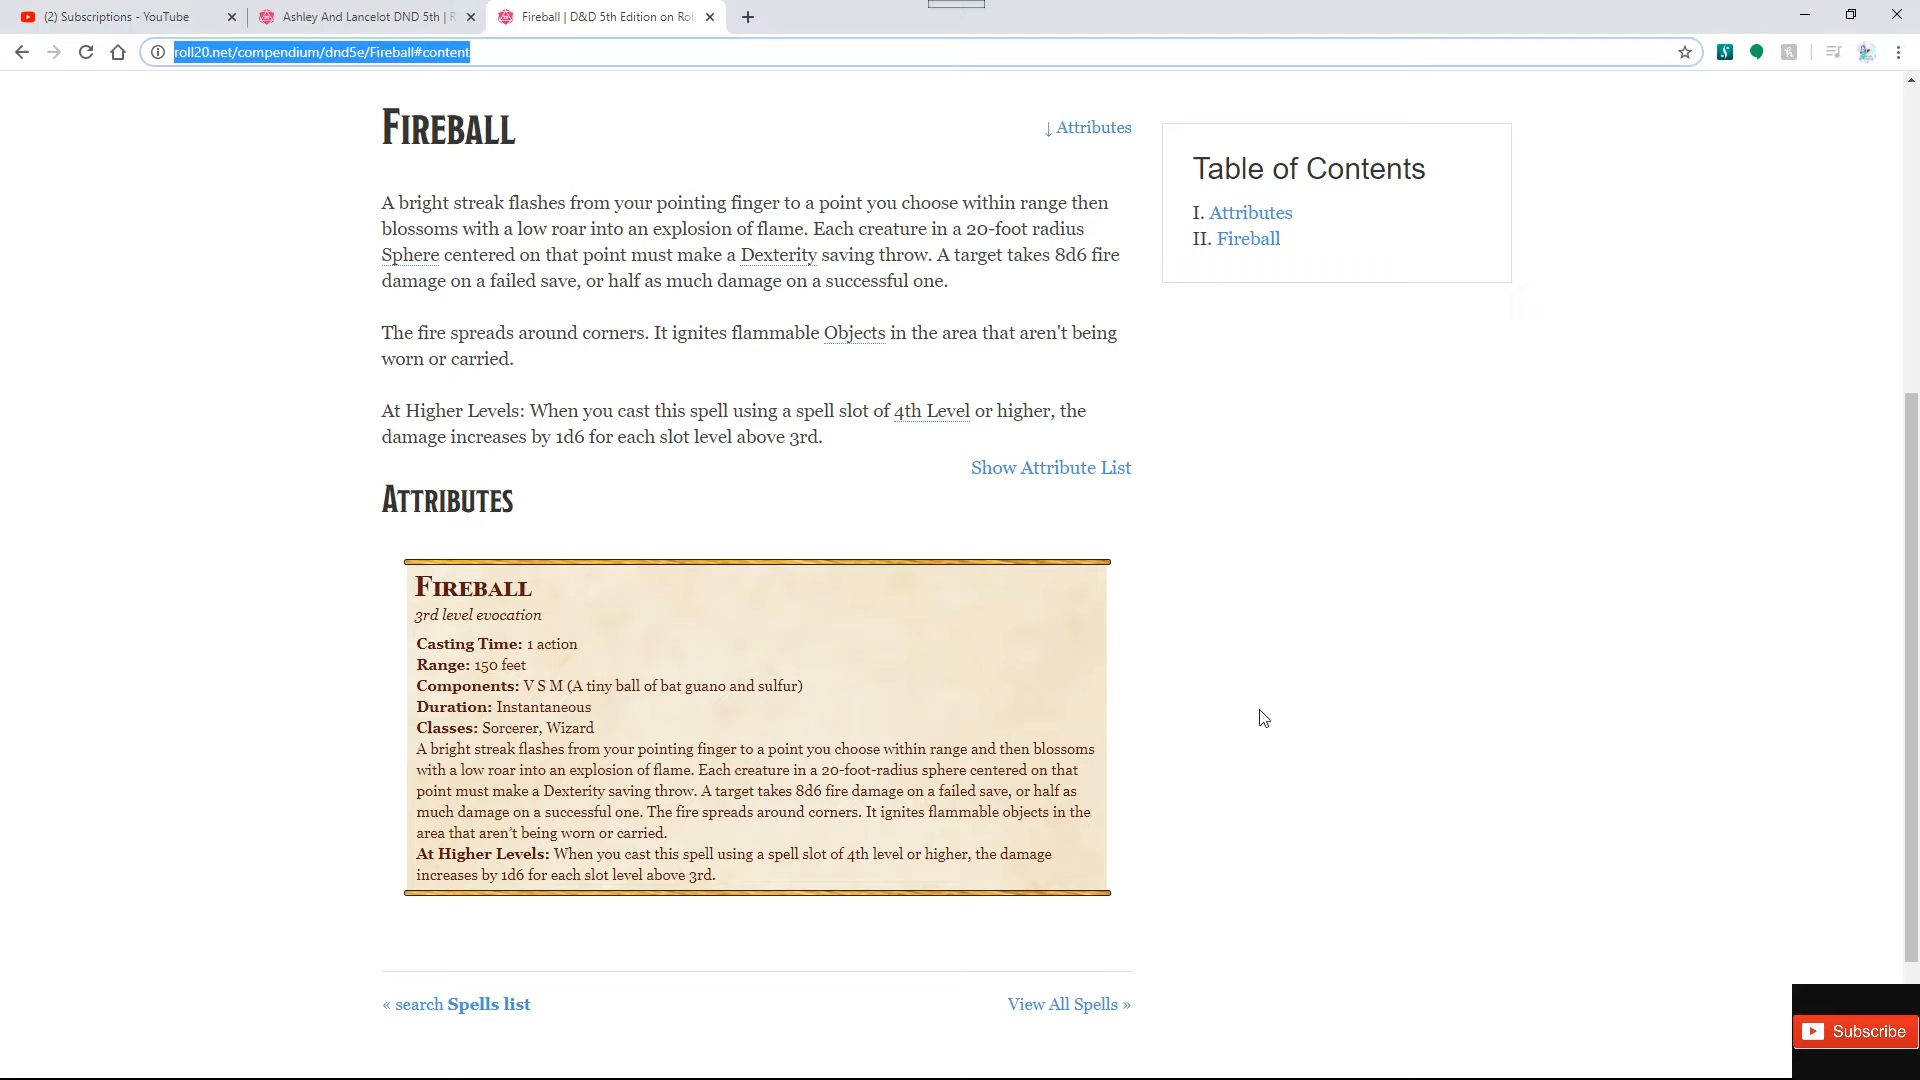 (2) Subscriptions - YouTube
Ashley And Lancelot DND 5th | R
Fireball | D&D 5th Edition on Roll
roll20.net/compendium/dnd5e/Fireball#content
FIREBALL
↓ Attributes
A bright streak flashes from your pointing finger to a point you choose within range then
blossoms with a low roar into an explosion of flame. Each creature in a 20-foot radius
Sphere centered on that point must make a Dexterity saving throw. A target takes 8d6 fire
damage on a failed save, or half as much damage on a successful one.
The fire spreads around corners. It ignites flammable Objects in the area that aren't being
worn or carried.
At Higher Levels: When you cast this spell using a spell slot of 4th Level or higher, the
damage increases by 1d6 for each slot level above 3rd.
Show Attribute List
ATTRIBUTES
FIREBALL
3rd level evocation
Casting Time: 1 action
Range: 150 feet
Components: V S M (A tiny ball of bat guano and sulfur)
Duration: Instantaneous
Classes: Sorcerer, Wizard
A bright streak flashes from your pointing finger to a point you choose within range and then blossoms
with a low roar into an explosion of flame. Each creature in a 20-foot-radius sphere centered on that
point must make a Dexterity saving throw. A target takes 8d6 fire damage on a failed save, or half as
much damage on a successful one. The fire spreads around corners. It ignites flammable objects in the
area that aren’t being worn or carried.
At Higher Levels: When you cast this spell using a spell slot of 4th level or higher, the damage
increases by 1d6 for each slot level above 3rd.
« search Spells list
View All Spells »
Table of Contents
I. Attributes
II. Fireball
Subscribe